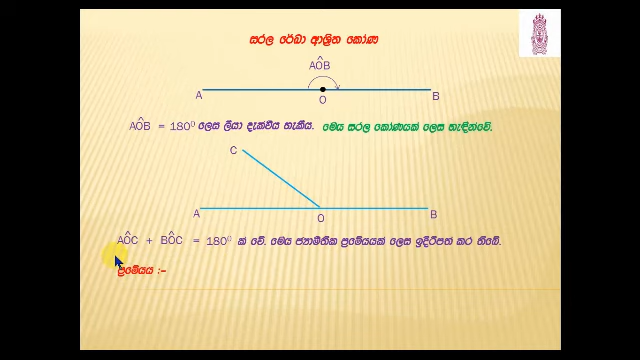 සරල රේඛා ආශ්‍රිත කෝණ
AÔB
A O B
AÔB = 180⁰ ලෙස ලියා දැක්විය හැකිය. මෙය සරල කෝණයක් ලෙස හැඳින්වේ.
C
A O B
AÔC + BÔC = 180⁰ ක් වේ. මෙය ජ්‍යාමිතික ප්‍රමේයයක් ලෙස ඉදිරිපත් කර තිබේ.
ප්‍රමේයය :-